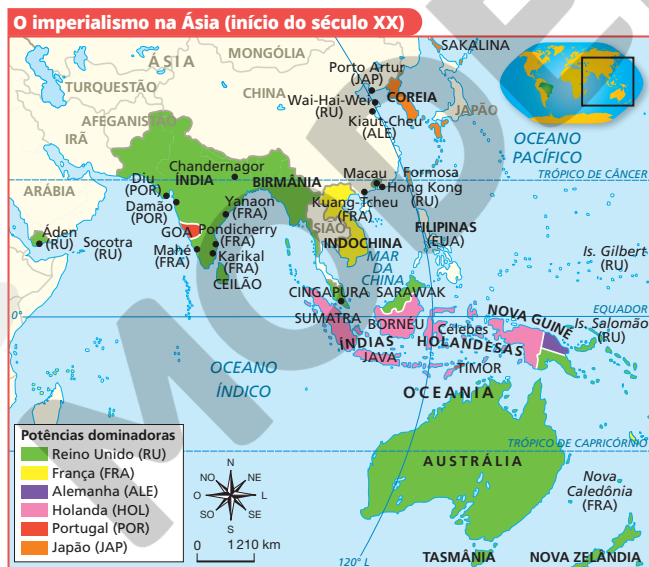 O imperialismo na Ásia (início do século XX)
SAKALINA
MONGÓLIA
ÁSIA
Porto Artur
(JAP)
TURQUESTÃO
CHINA
Wai-Hai-Wei
(RU)
COREIA
JAPÃO
Kiaut-Cheu
(ALE)
AFEGANISTÃO
IRÃ
OCEANO
PACÍFICO
Chandernagor
ÍNDIA
BIRMÂNIA
Macau
Formosa
TRÓPICO DE CÂNCER
Diu
(POR)
Hong Kong
(RU)
ARÁBIA
Damão
(POR)
Yanaon
(FRA)
Kuang-Tcheu
(FRA)
SIÃO
FILIPINAS
(EUA)
GOA
Pondicherry
(FRA)
INDOCHINA
Áden
(RU)
Socotra
(RU)
Mahé
(FRA)
Karikal
(FRA)
MAR
DA
CHINA
Is. Gilbert
(RU)
CEILÃO
CINGAPURA
SARAWAK
0°
EQUADOR
SUMATRA
BORNÉU
NOVA GUINÉ
Is. Salomão
(RU)
Célebes
ÍNDIAS HOLANDESAS
JAVA
TIMOR
OCEANO
ÍNDICO
OCEANIA
Potências dominadoras
Reino Unido (RU)
França (FRA)
Alemanha (ALE)
Holanda (HOL)
Portugal (POR)
Japão (JAP)
N
NO
NE
O
L
SO
SE
S
0 1 210 km
TRÓPICO DE CAPRICÓRNIO
AUSTRÁLIA
Nova
Caledônia
(FRA)
120° L
TASMÂNIA
NOVA ZELÂNDIA